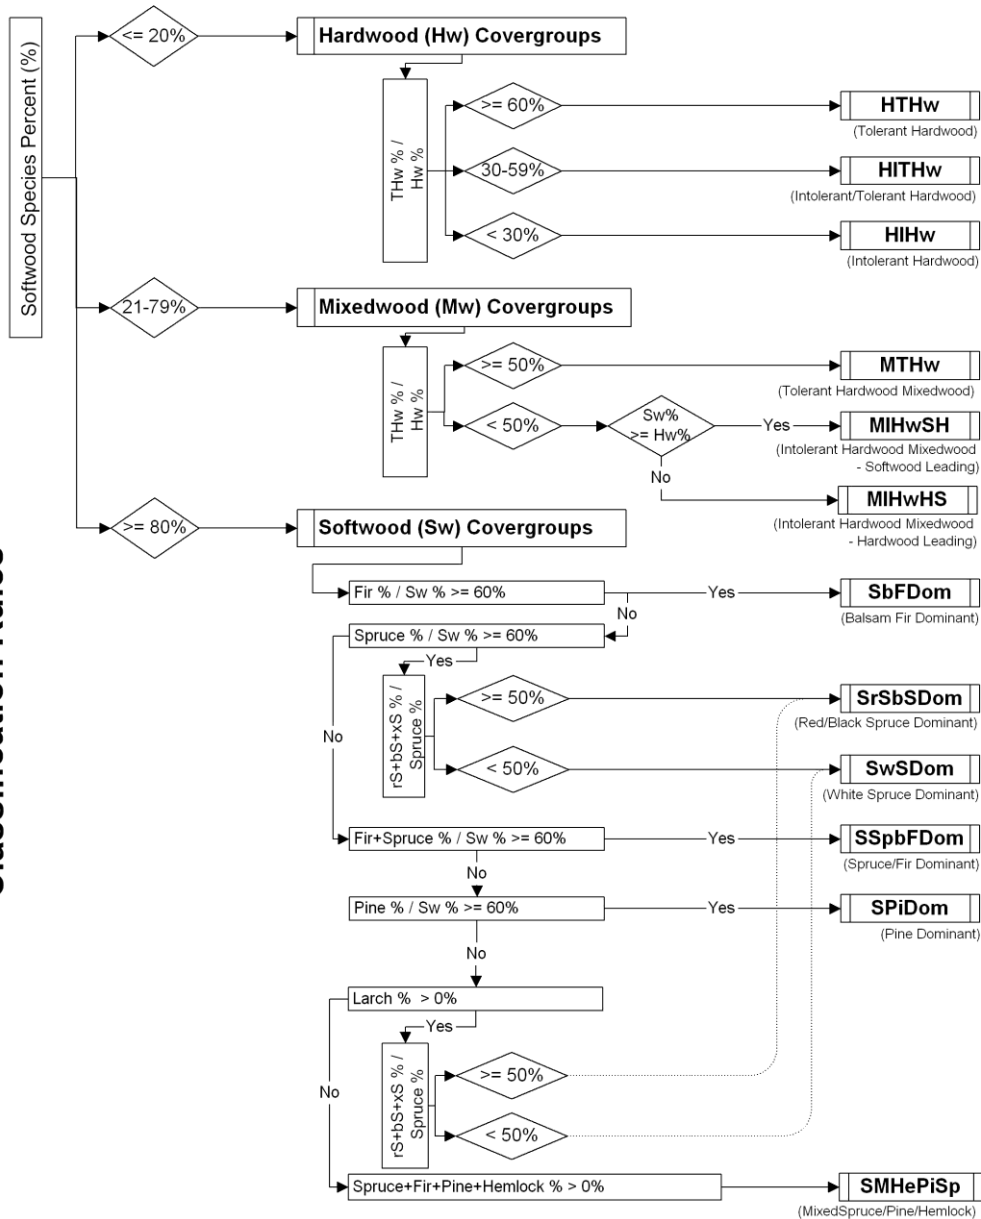 Softwood Species Percent (%)
<= 20%
Hardwood (Hw) Covergroups
THw % /
Hw %
>= 60%
HTHw
(Tolerant Hardwood)
30-59%
HITHw
(Intolerant/Tolerant Hardwood)
< 30%
HIHw
(Intolerant Hardwood)
21-79%
Mixedwood (Mw) Covergroups
THw % /
Hw %
>= 50%
MTHw
(Tolerant Hardwood Mixedwood)
< 50%
Sw%
>= Hw%
Yes
MIHwSH
(Intolerant Hardwood Mixedwood
- Softwood Leading)
No
MIHwHS
(Intolerant Hardwood Mixedwood
- Hardwood Leading)
>= 80%
Softwood (Sw) Covergroups
Fir % / Sw % >= 60%
Yes
SbFDom
(Balsam Fir Dominant)
No
Spruce % / Sw % >= 60%
Yes
rS+bS+xS % /
Spruce %
>= 50%
SrSbSDom
(Red/Black Spruce Dominant)
No
< 50%
SwSDom
(White Spruce Dominant)
Fir+Spruce % / Sw % >= 60%
Yes
SSpbFDom
(Spruce/Fir Dominant)
No
Pine % / Sw % >= 60%
Yes
SPiDom
(Pine Dominant)
No
Larch % > 0%
Yes
rS+bS+xS % /
Spruce %
>= 50%
No
< 50%
Spruce+Fir+Pine+Hemlock % > 0%
SMHePiSp
(MixedSpruce/Pine/Hemlock)